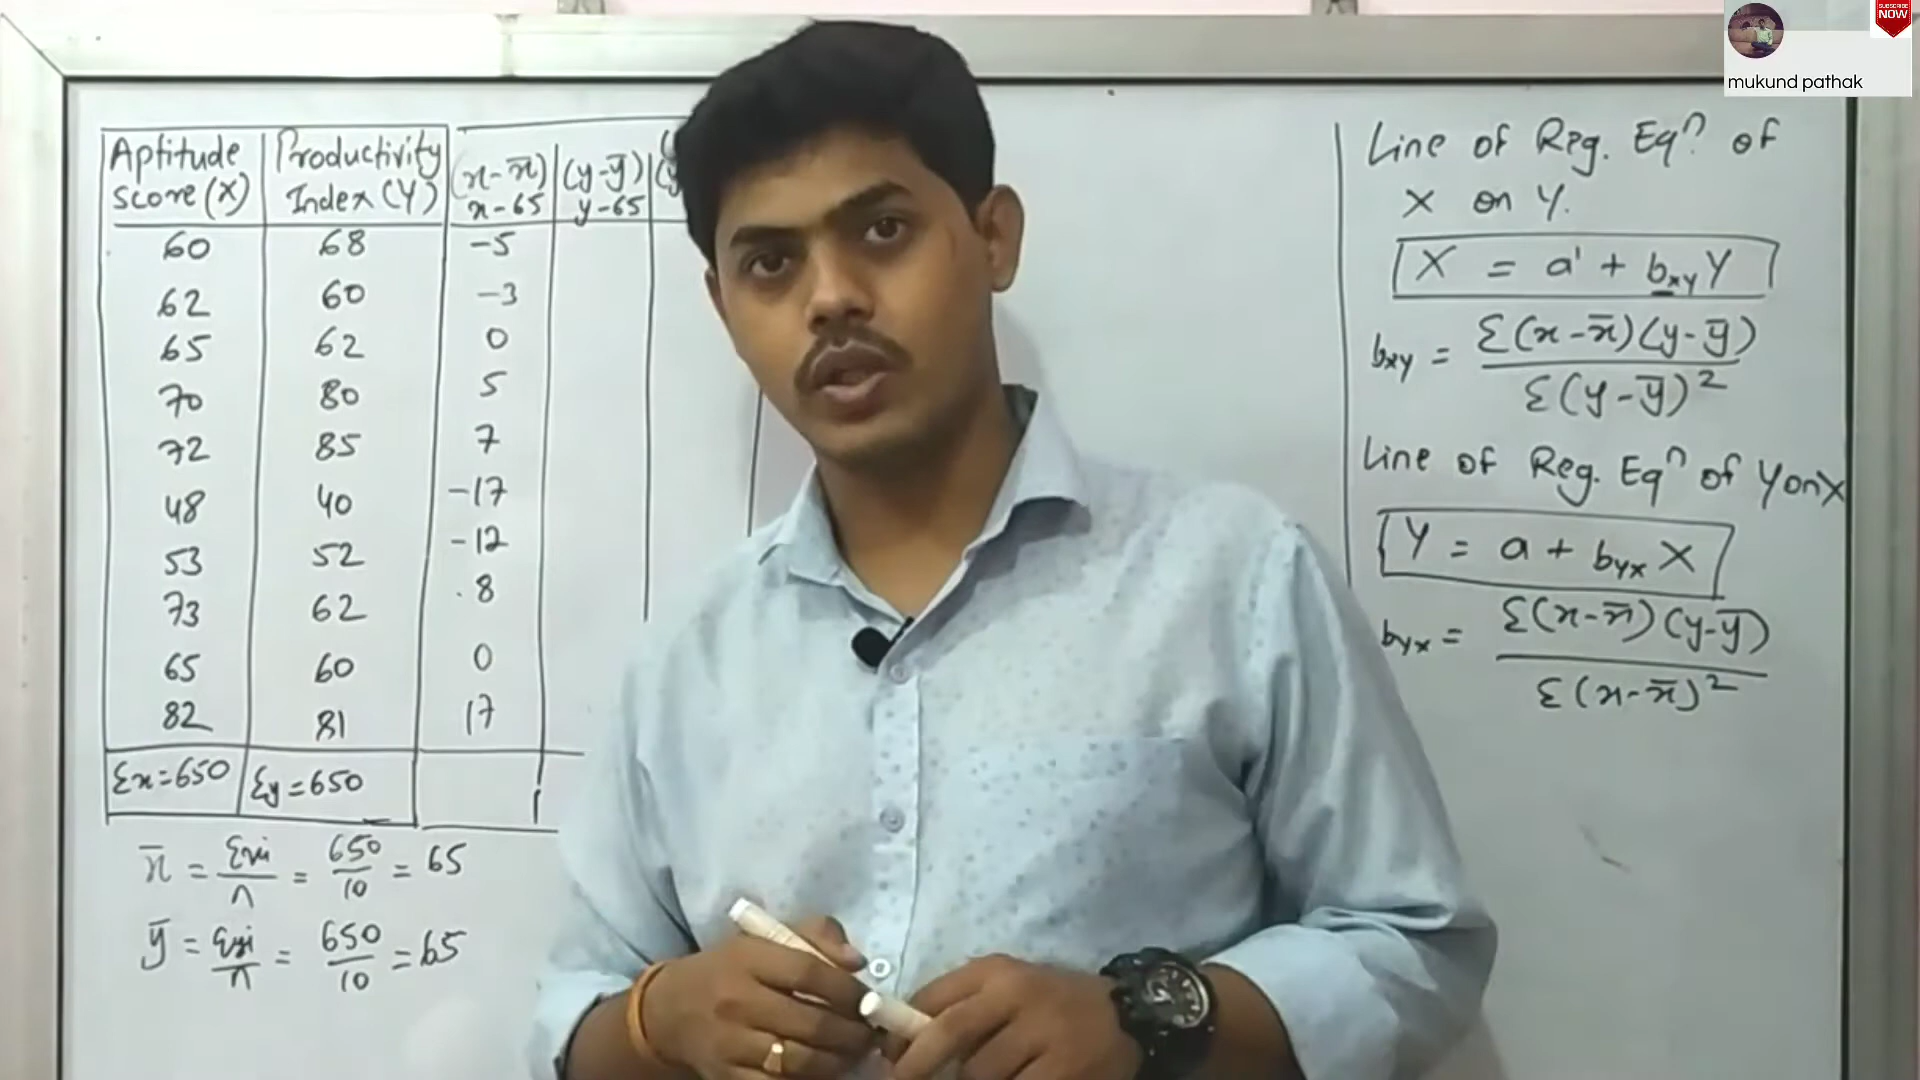 SUBSCRIBE
NOW
mukund pathak
Aptitude Score (X) | Productivity Index (Y) | (x-x̄) x-65 | (y-ȳ) y-65
60 | 68 | -5
62 | 60 | -3
65 | 62 | 0
70 | 80 | 5
72 | 85 | 7
48 | 40 | -17
53 | 52 | -12
73 | 62 | 8
65 | 60 | 0
82 | 81 | 17
Σx=650 | Σy=650
x̄ = Σxi/n = 650/10 = 65
ȳ = Σyi/n = 650/10 = 65
Line of Reg. Eqⁿ of
X on Y.
X = a' + bxy Y
bxy = Σ(x-x̄)(y-ȳ) / Σ(y-ȳ)²
Line of Reg. Eqⁿ of Y on X
Y = a + byx X
byx = Σ(x-x̄)(y-ȳ) / Σ(x-x̄)²